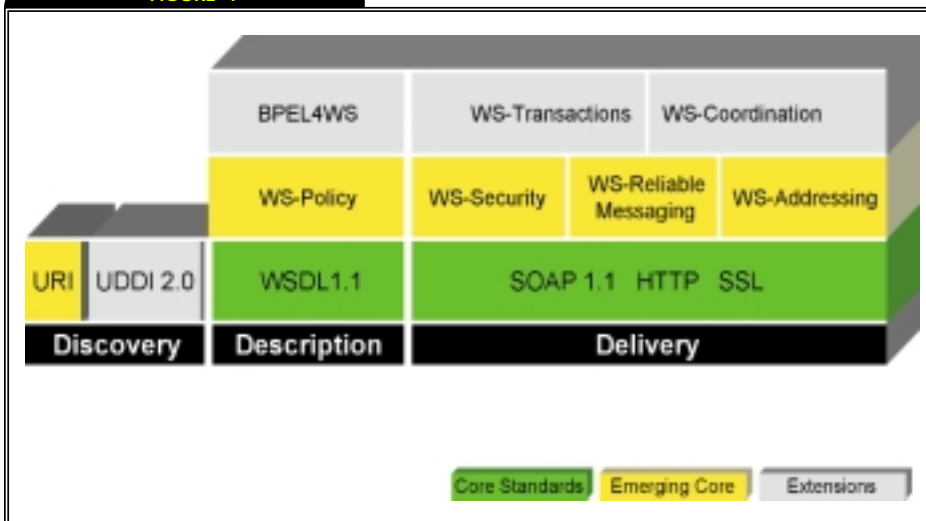 BPEL4WS
WS-Transactions
WS-Coordination
WS-Policy
WS-Security
WS-Reliable
Messaging
WS-Addressing
URI
UDDI 2.0
WSDL1.1
SOAP 1.1 HTTP SSL
Discovery
Description
Delivery
Core Standards
Emerging Core
Extensions